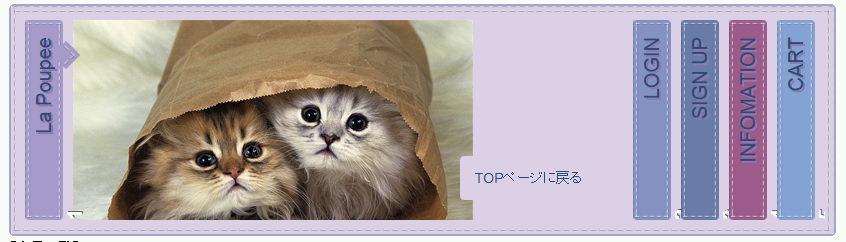 La Poupee
TOPページに戻る
LOGIN
SIGN UP
INFOMATION
CART